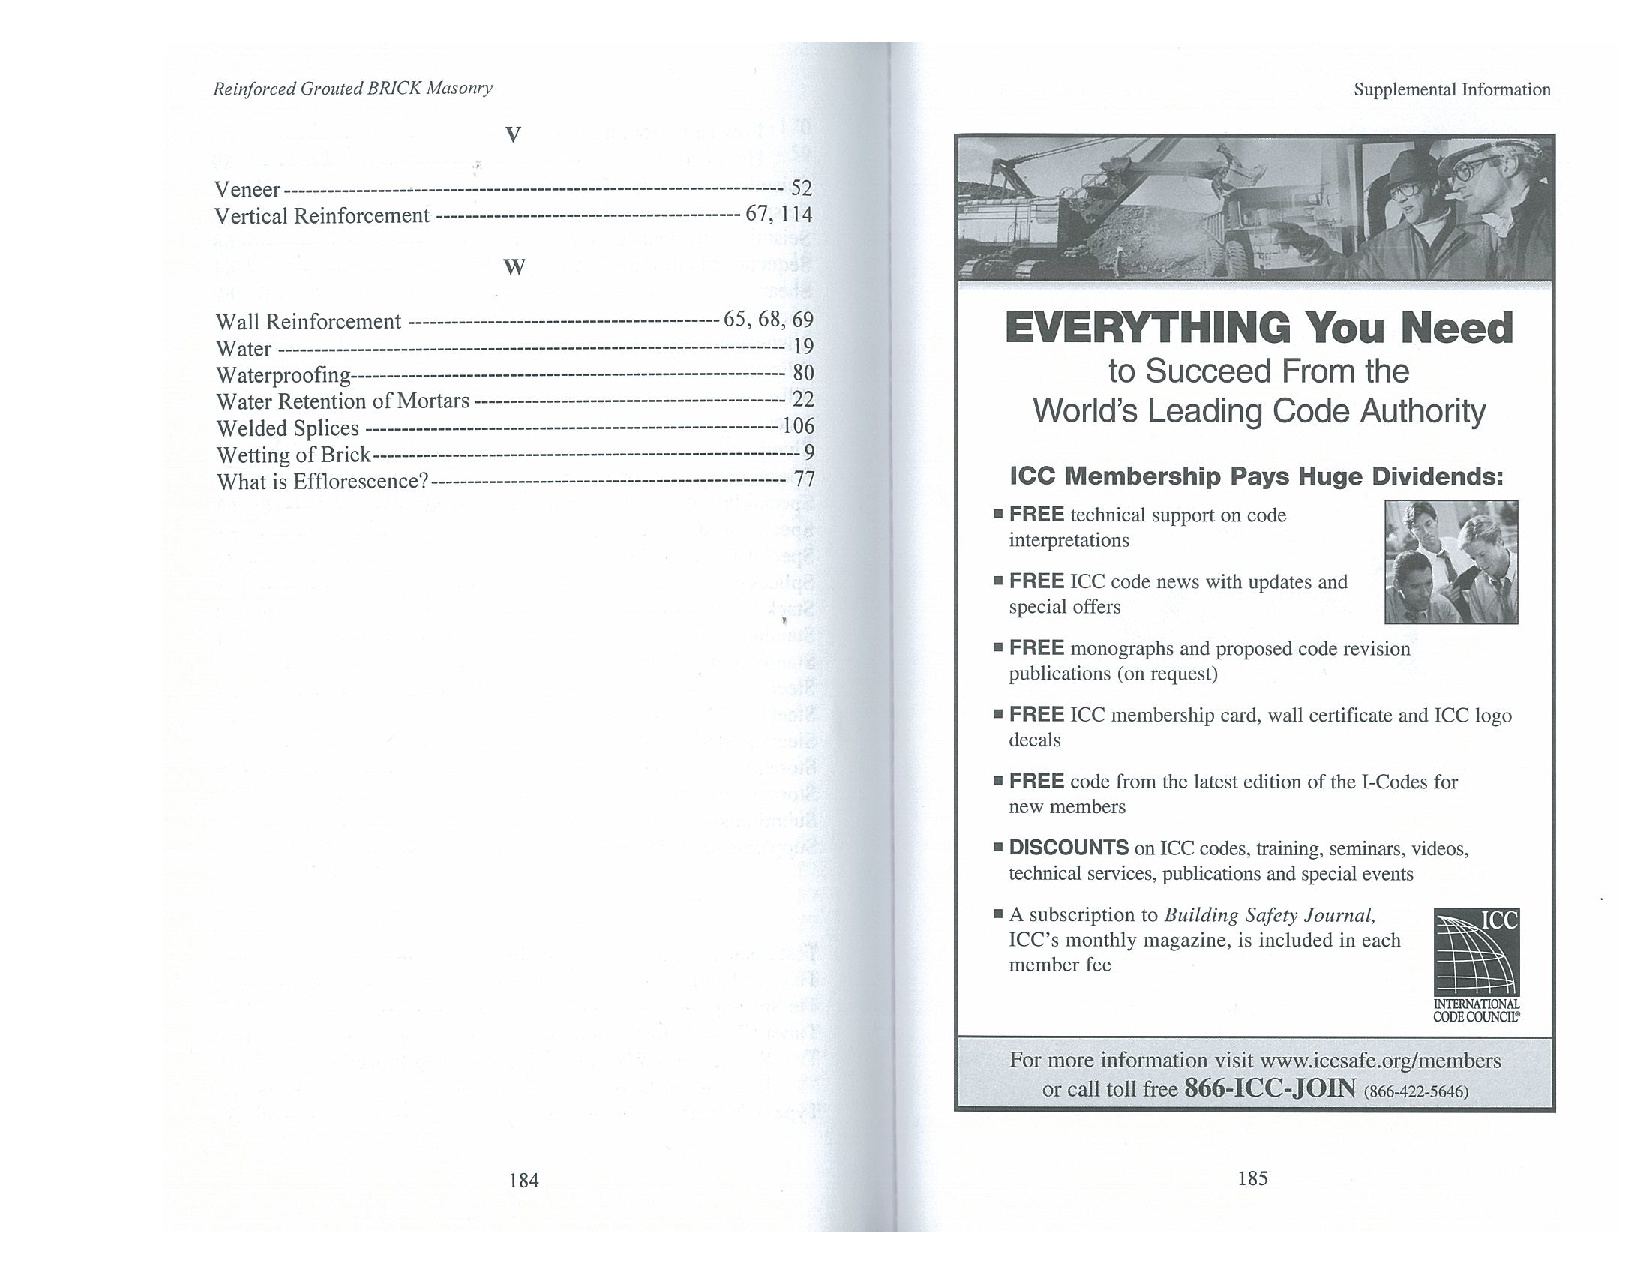 Reinforced Grouted BRICK Masonry
V
Veneer --------------------------------------------------------------------- 52
Vertical Reinforcement ------------------------------------------ 67, 114
W
Wall Reinforcement ------------------------------------------- 65, 68, 69
Water ---------------------------------------------------------------------- 19
Waterproofing------------------------------------------------------------ 80
Water Retention of Mortars ------------------------------------------- 22
Welded Splices --------------------------------------------------------- 106
Wetting of Brick----------------------------------------------------------- 9
What is Efflorescence?------------------------------------------------- 77
184
Supplemental Information
EVERYTHING You Need
to Succeed From the
World's Leading Code Authority
ICC Membership Pays Huge Dividends:
■ FREE technical support on code
interpretations
■ FREE ICC code news with updates and
special offers
■ FREE monographs and proposed code revision
publications (on request)
■ FREE ICC membership card, wall certificate and ICC logo
decals
■ FREE code from the latest edition of the I-Codes for
new members
■ DISCOUNTS on ICC codes, training, seminars, videos,
technical services, publications and special events
■ A subscription to Building Safety Journal,
ICC's monthly magazine, is included in each
member fee
ICC
INTERNATIONAL
CODE COUNCIL®
For more information visit www.iccsafe.org/members
or call toll free 866-ICC-JOIN (866-422-5646)
185